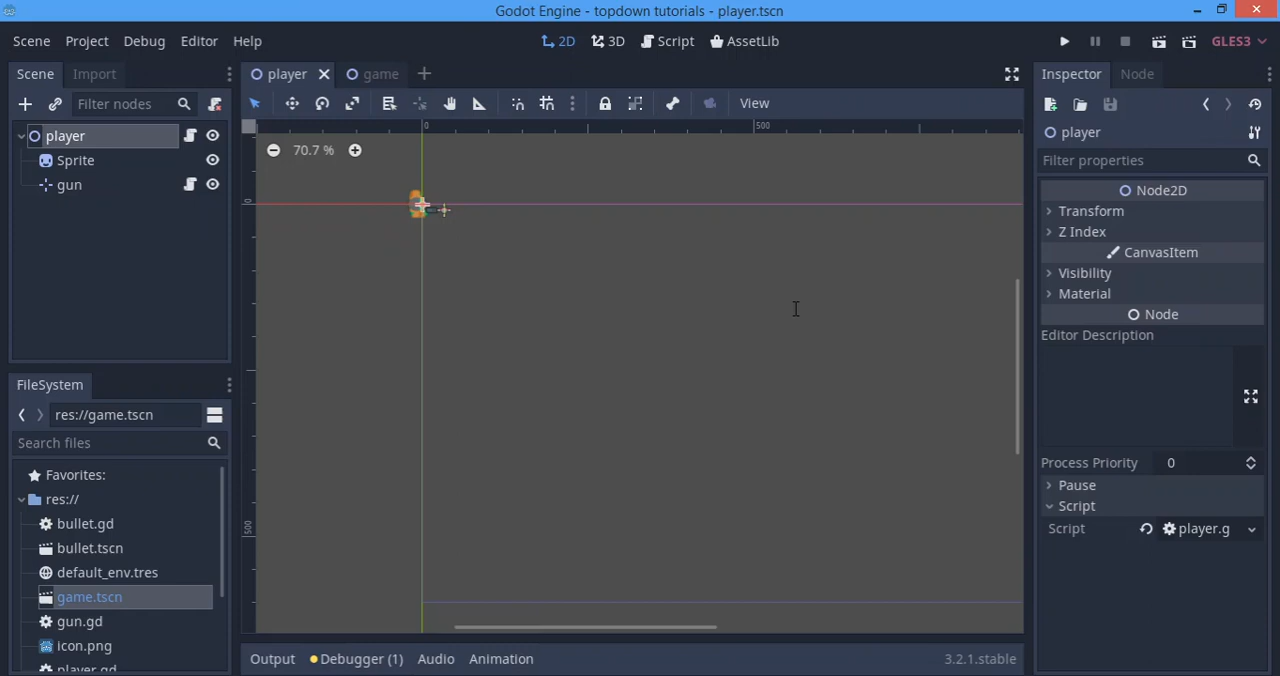 Godot Engine - topdown tutorials - player.tscn
Scene Project Debug Editor Help
2D 3D Script AssetLib
GLES3
Scene Import
player game
Inspector Node
Filter nodes
View
player
player
Sprite
gun
0 500
70.7 %
0
500
Filter properties
Node2D
Transform
Z Index
CanvasItem
Visibility
Material
Node
Editor Description
FileSystem
res://game.tscn
Search files
Favorites:
res://
bullet.gd
bullet.tscn
default_env.tres
game.tscn
gun.gd
icon.png
player.gd
Process Priority 0
Pause
Script
Script player.g
Output Debugger (1) Audio Animation 3.2.1.stable